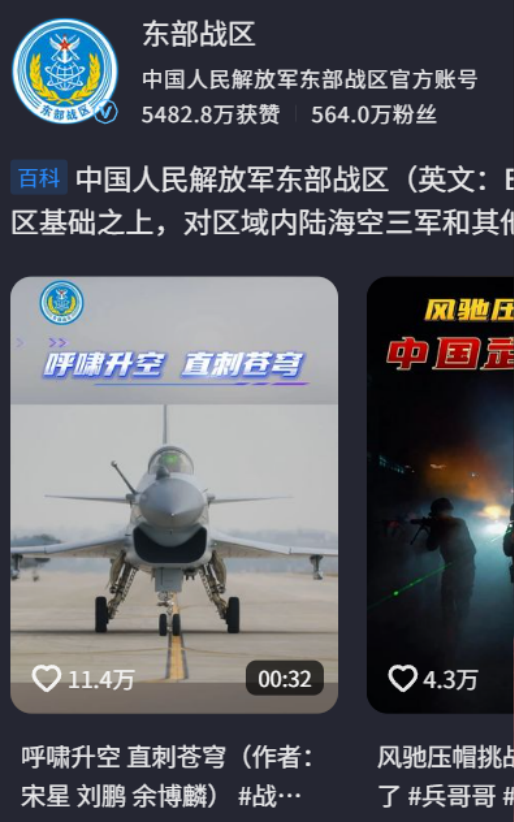 东部战区
中国人民解放军东部战区官方账号
5482.8万获赞 564.0万粉丝
东部战区
百科 中国人民解放军东部战区（英文：E
区基础之上，对区域内陆海空三军和其他
呼啸升空 直刺苍穹
11.4万
00:32
呼啸升空 直刺苍穹（作者：
宋星 刘鹏 余博麟） #战…
风驰压
中国武
4.3万
风驰压帽挑战
了 #兵哥哥 #